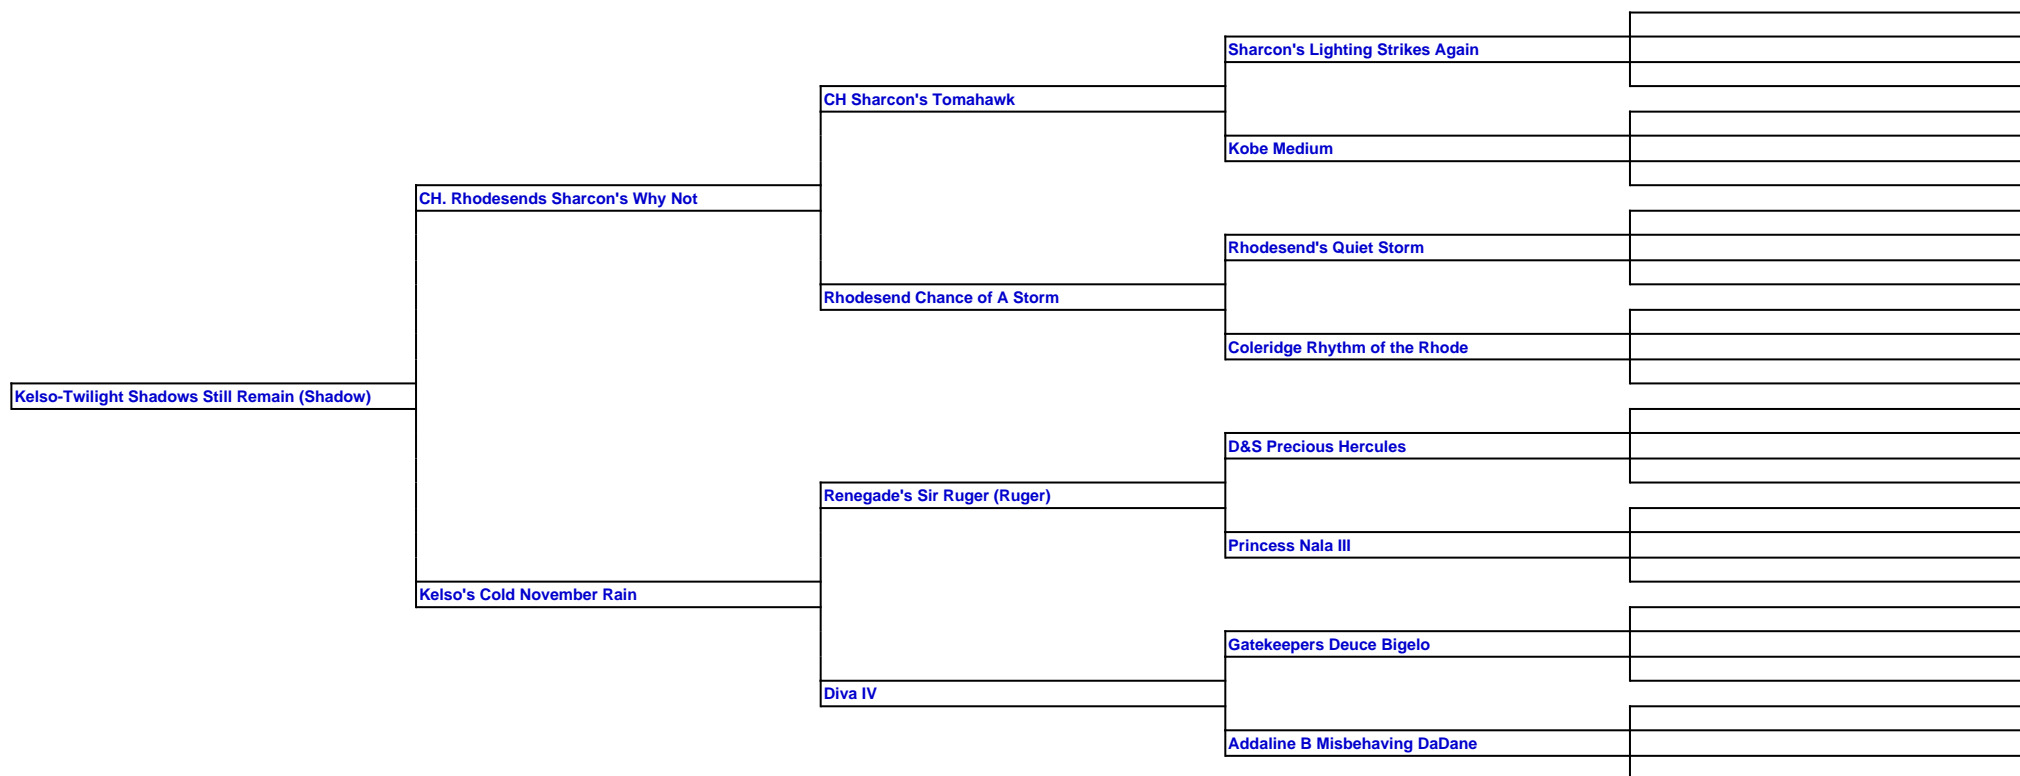 Sharcon's Lighting Strikes Again
CH Sharcon's Tomahawk
Kobe Medium
CH. Rhodesends Sharcon's Why Not
Rhodesend's Quiet Storm
Rhodesend Chance of A Storm
Coleridge Rhythm of the Rhode
Kelso-Twilight Shadows Still Remain (Shadow)
D&S Precious Hercules
Renegade's Sir Ruger (Ruger)
Princess Nala III
Kelso's Cold November Rain
Gatekeepers Deuce Bigelo
Diva IV
Addaline B Misbehaving DaDane